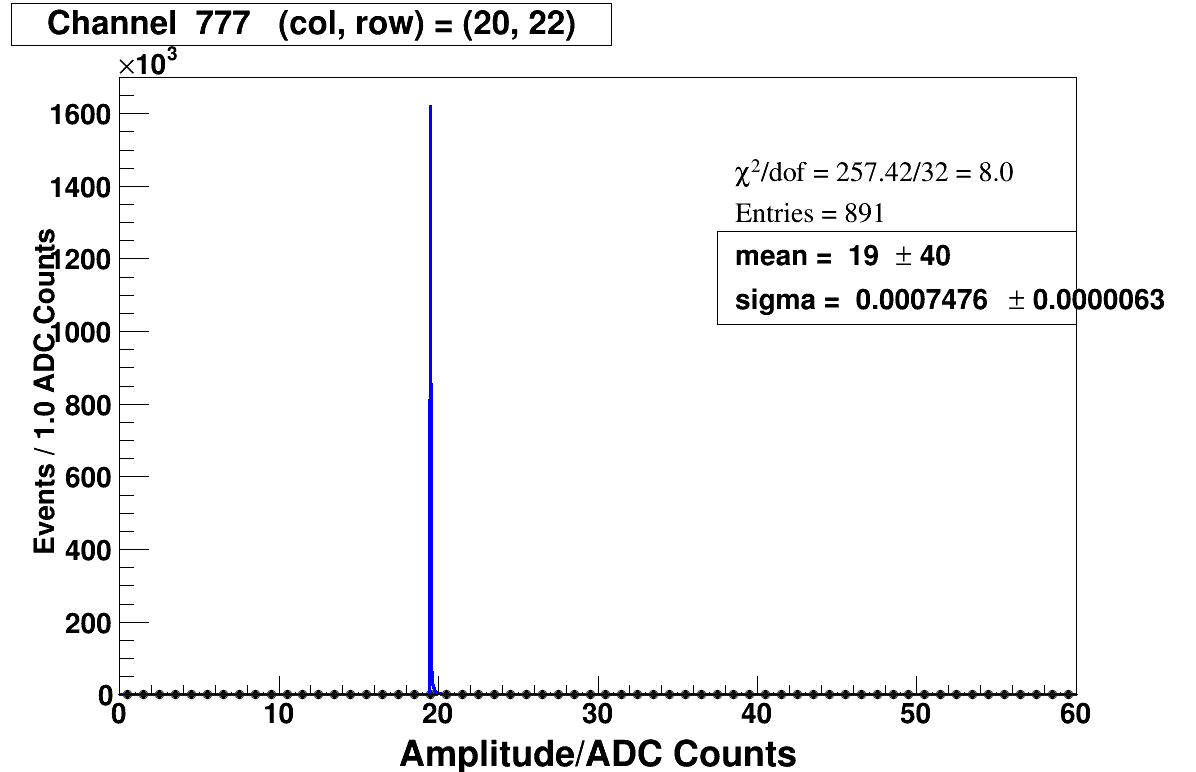 Channel 777 (col, row) = (20, 22)
×10³
1600
1400
1200
1000
800
600
400
200
0
Events / 1.0 ADC Counts
χ²/dof = 257.42/32 = 8.0
Entries = 891
mean = 19 ± 40
sigma = 0.0007476 ± 0.0000063
0 10 20 30 40 50 60
Amplitude/ADC Counts